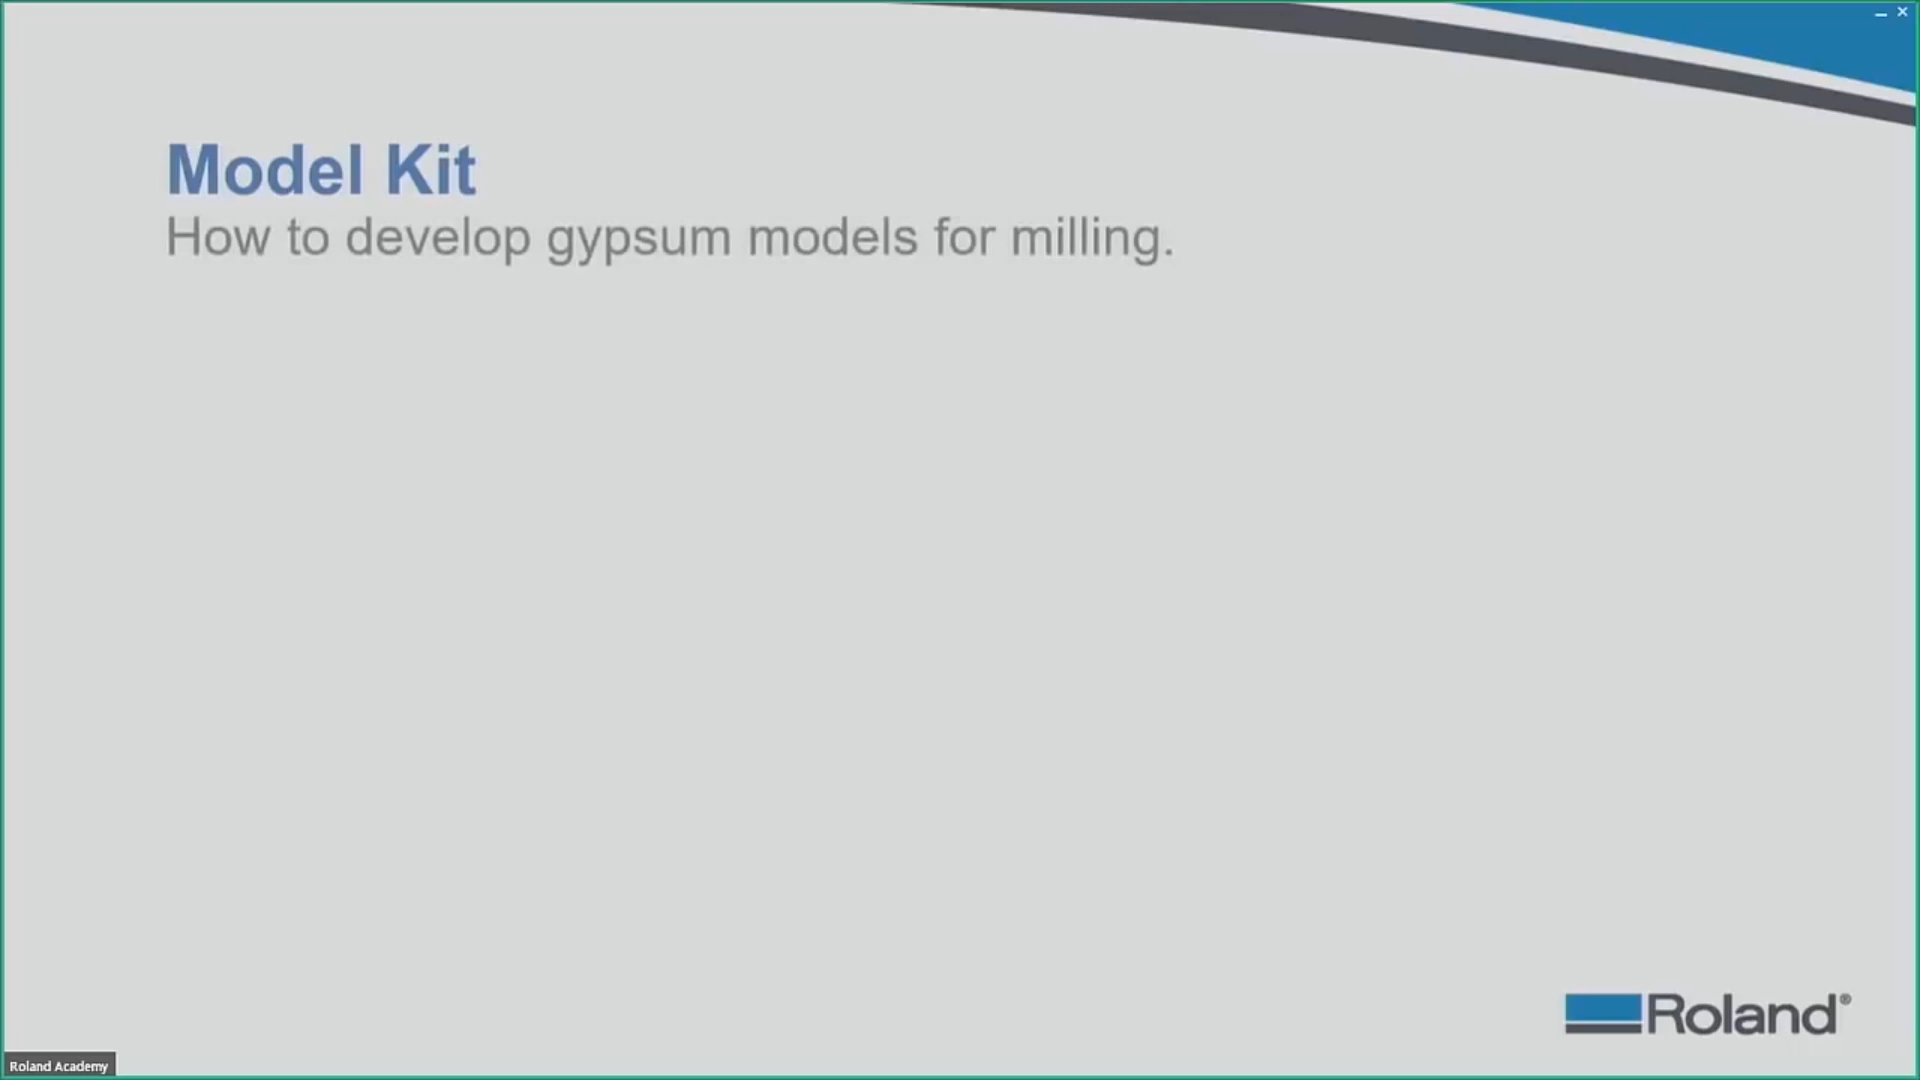 Model Kit
How to develop gypsum models for milling.
Roland®
Roland Academy